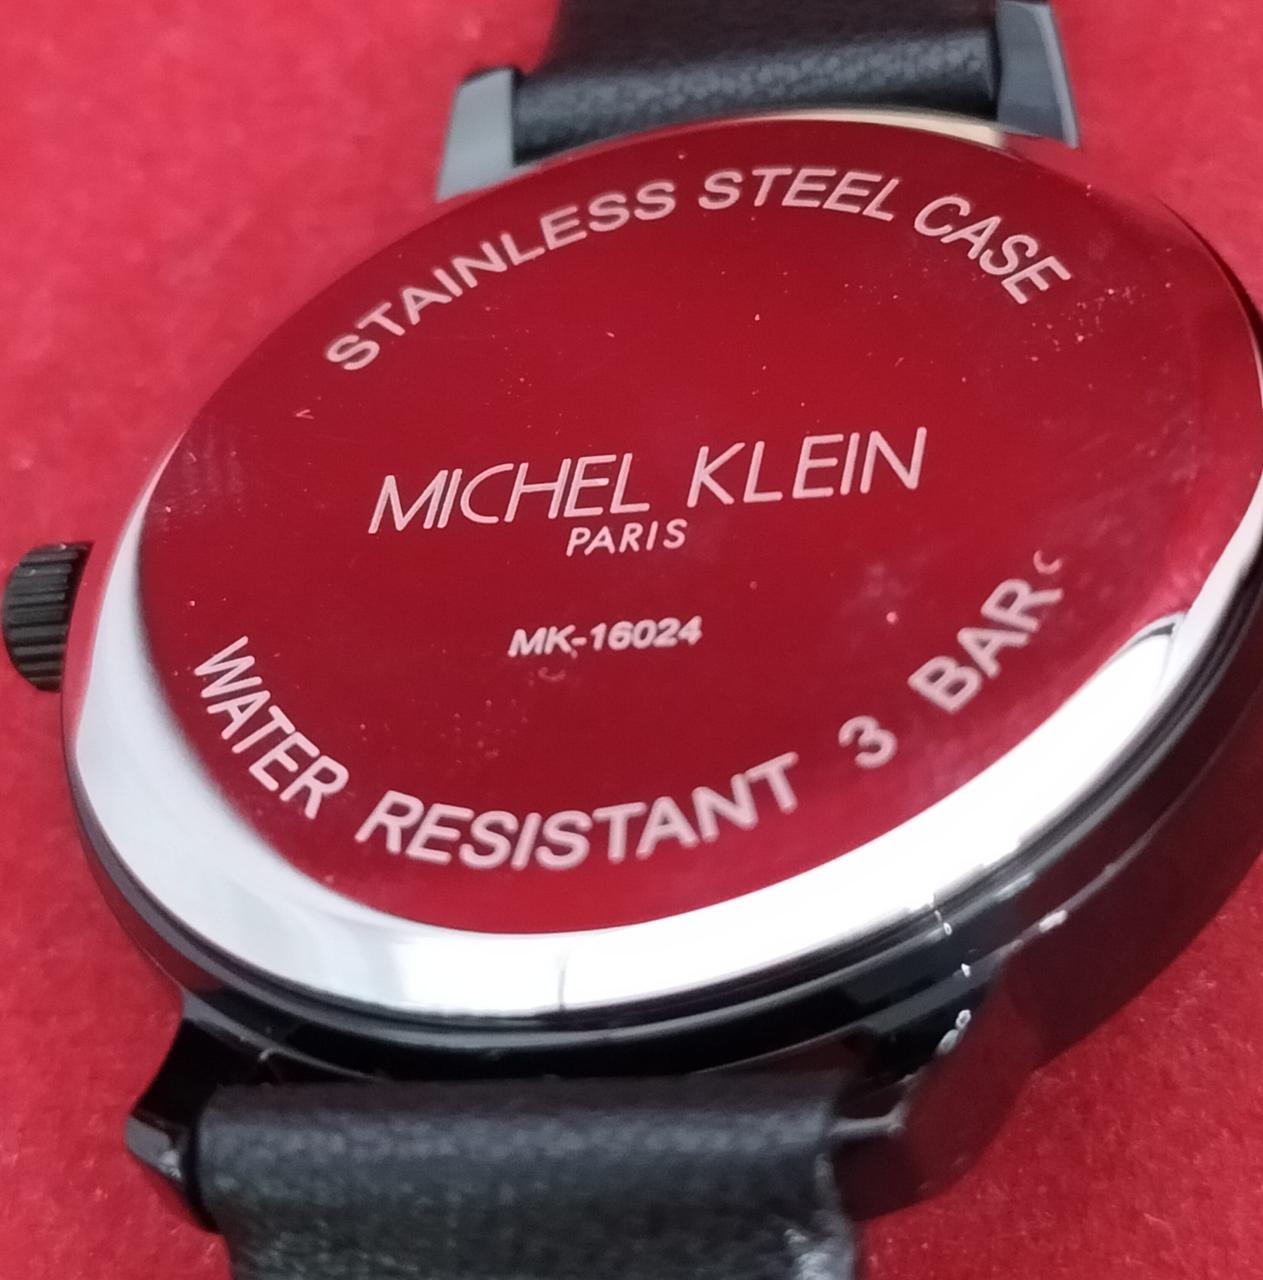 STAINLESS STEEL CASE
MICHEL KLEIN
PARIS
MK-16024
WATER RESISTANT 3 BAR